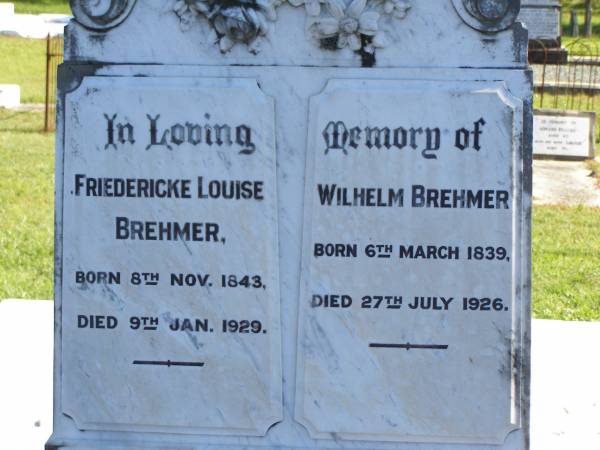 In Loving Memory of
FRIEDERICKE LOUISE
BREHMER,
BORN 8TH NOV. 1843,
DIED 9TH JAN. 1929.
WILHELM BREHMER
BORN 6TH MARCH 1839,
DIED 27TH JULY 1926.